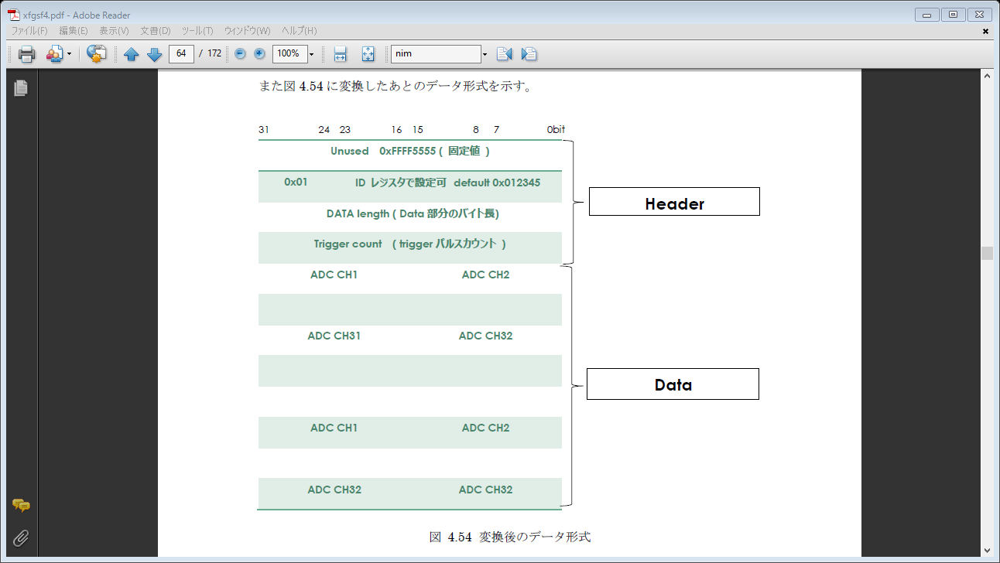 xfgsf4.pdf - Adobe Reader
ファイル(F) 編集(E) 表示(V) 文書(D) ツール(T) ウィンドウ(W) ヘルプ(H)
64 / 172 100% nim
また図 4.54 に変換したあとのデータ形式を示す。
31 24 23 16 15 8 7 0bit
Unused 0xFFFF5555 ( 固定値 )
0x01 ID レジスタで設定可 default 0x012345
Header
DATA length ( Data 部分のバイト長)
Trigger count ( trigger パルスカウント )
ADC CH1 ADC CH2
ADC CH31 ADC CH32
Data
ADC CH1 ADC CH2
ADC CH32 ADC CH32
図 4.54 変換後のデータ形式